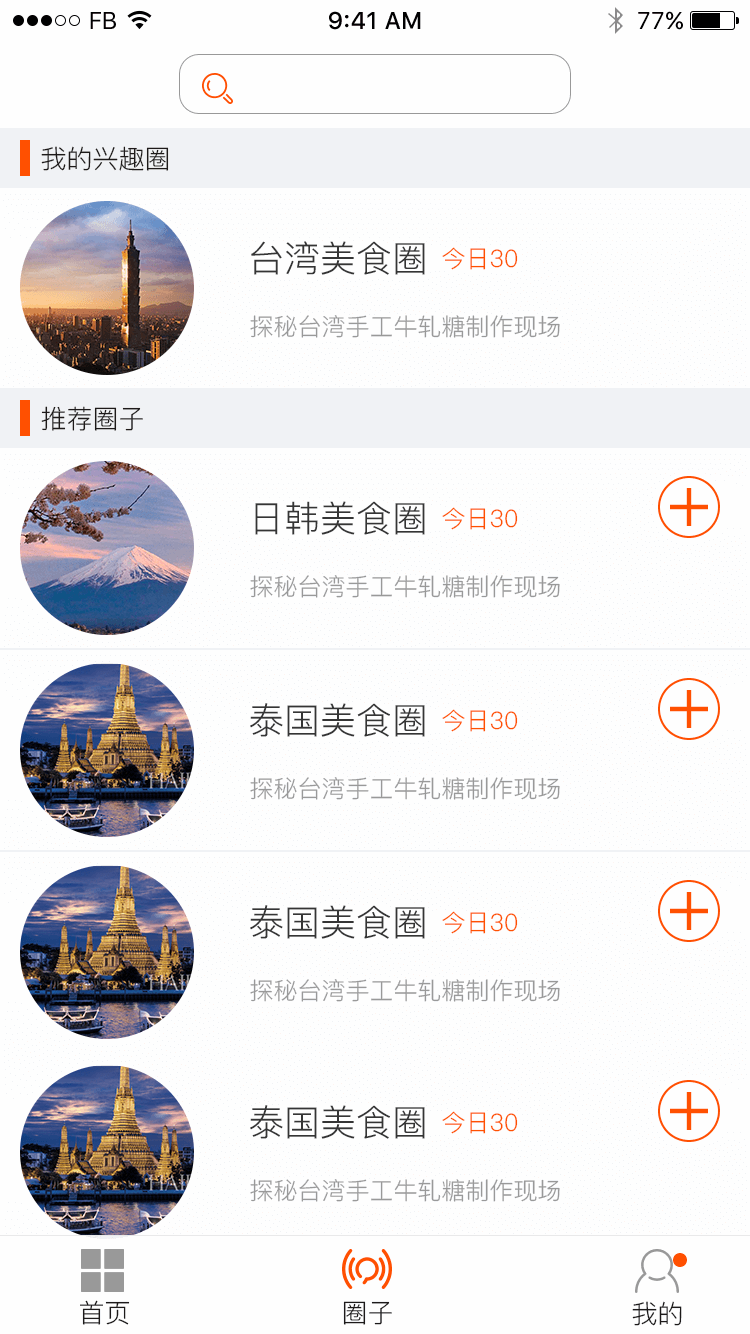 FB 9:41 AM 77%
我的兴趣圈
台湾美食圈 今日30
探秘台湾手工牛轧糖制作现场
推荐圈子
日韩美食圈 今日30
探秘台湾手工牛轧糖制作现场
泰国美食圈 今日30
探秘台湾手工牛轧糖制作现场
泰国美食圈 今日30
探秘台湾手工牛轧糖制作现场
泰国美食圈 今日30
探秘台湾手工牛轧糖制作现场
首页 圈子 我的